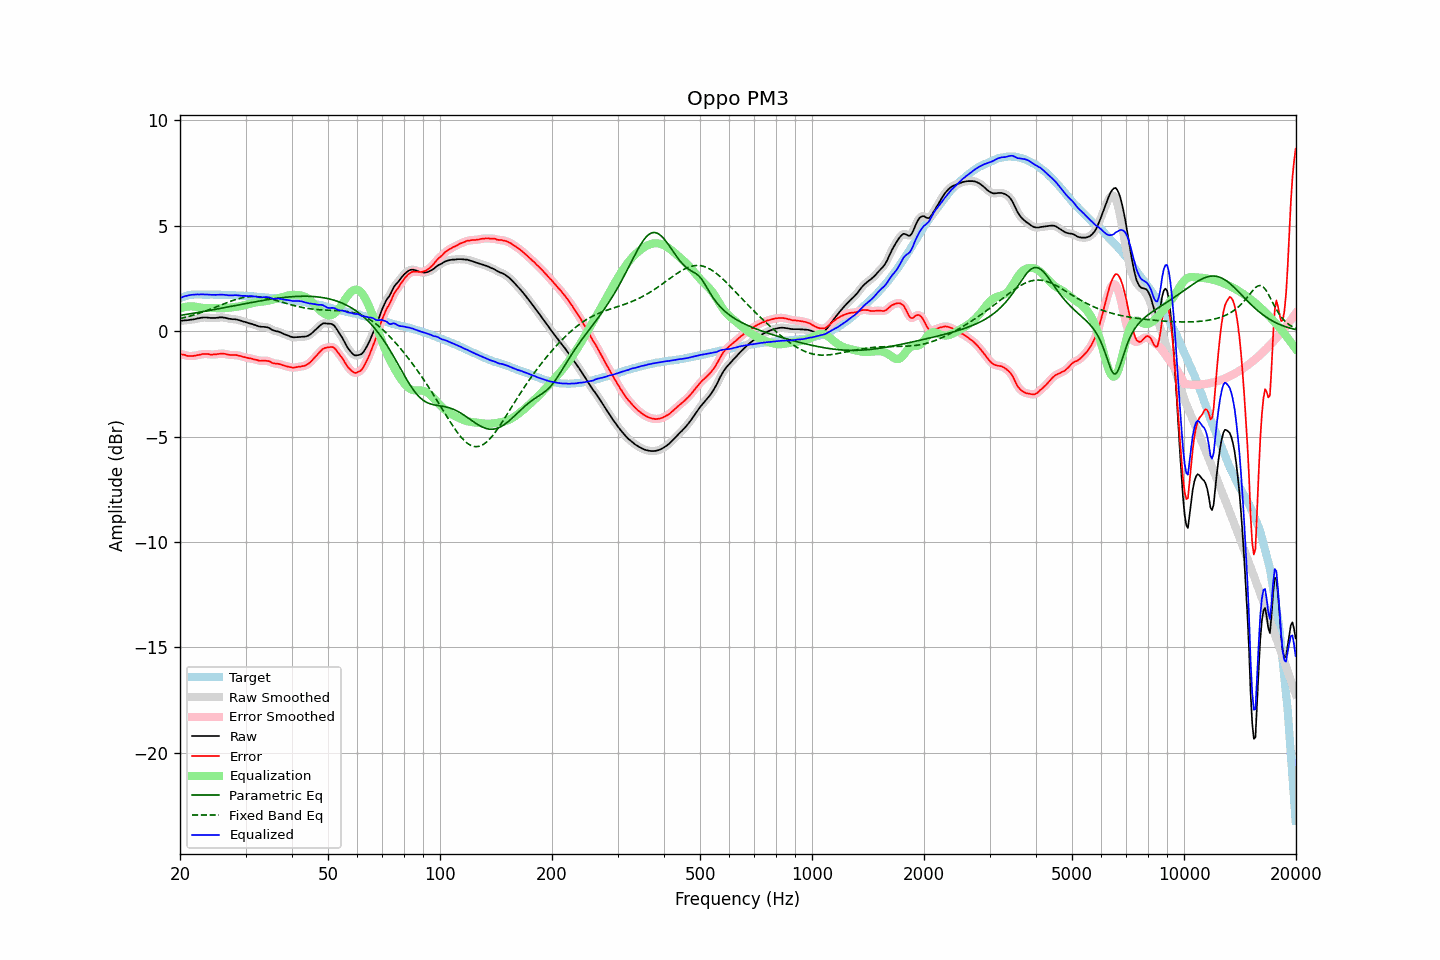 Oppo PM3
Amplitude (dBr)
10
5
0
−5
−10
−15
−20
Target
Raw Smoothed
Error Smoothed
Raw
Error
Equalization
Parametric Eq
Fixed Band Eq
Equalized
20 50 100 200 500 1000 2000 5000 10000 20000
Frequency (Hz)